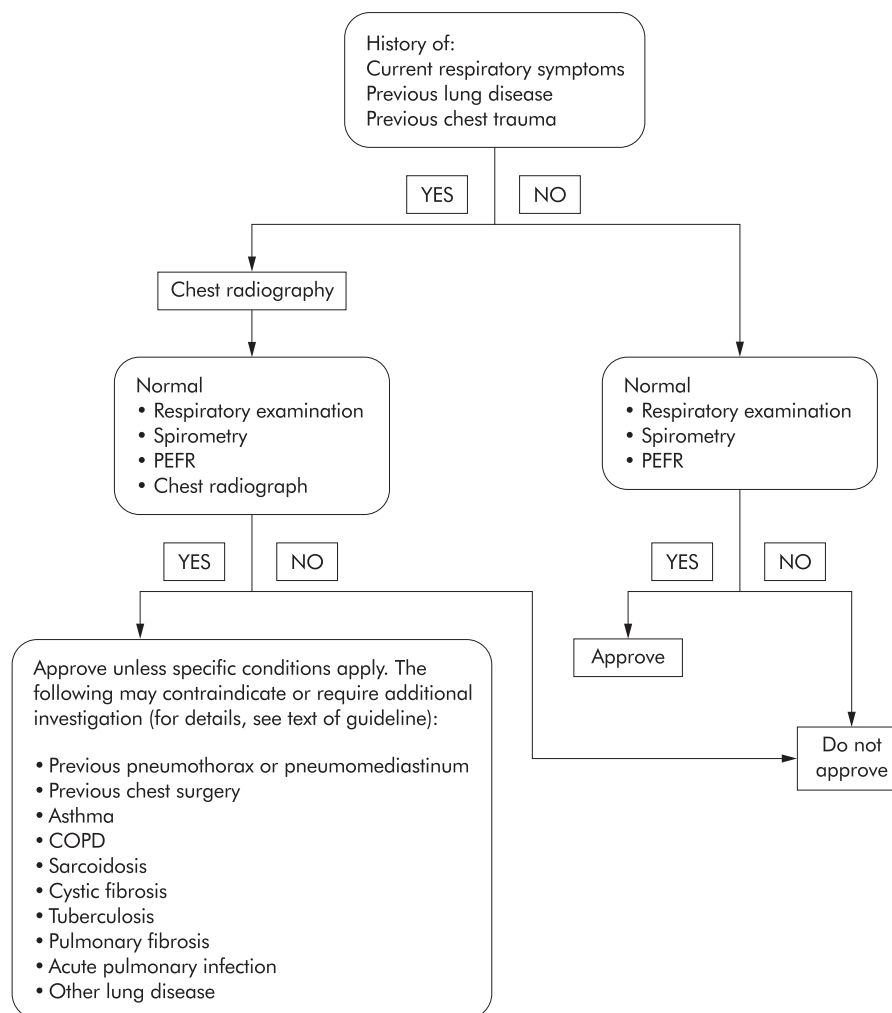 History of:
Current respiratory symptoms
Previous lung disease
Previous chest trauma
YES
NO
Chest radiography
Normal
• Respiratory examination
• Spirometry
• PEFR
• Chest radiograph
Normal
• Respiratory examination
• Spirometry
• PEFR
YES
NO
YES
NO
Approve unless specific conditions apply. The
following may contraindicate or require additional
investigation (for details, see text of guideline):
• Previous pneumothorax or pneumomediastinum
• Previous chest surgery
• Asthma
• COPD
• Sarcoidosis
• Cystic fibrosis
• Tuberculosis
• Pulmonary fibrosis
• Acute pulmonary infection
• Other lung disease
Approve
Do not
approve